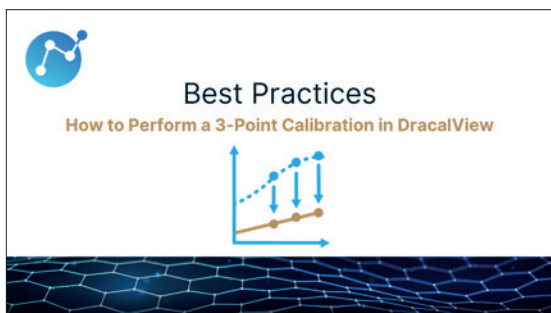 Best Practices
How to Perform a 3-Point Calibration in DracalView